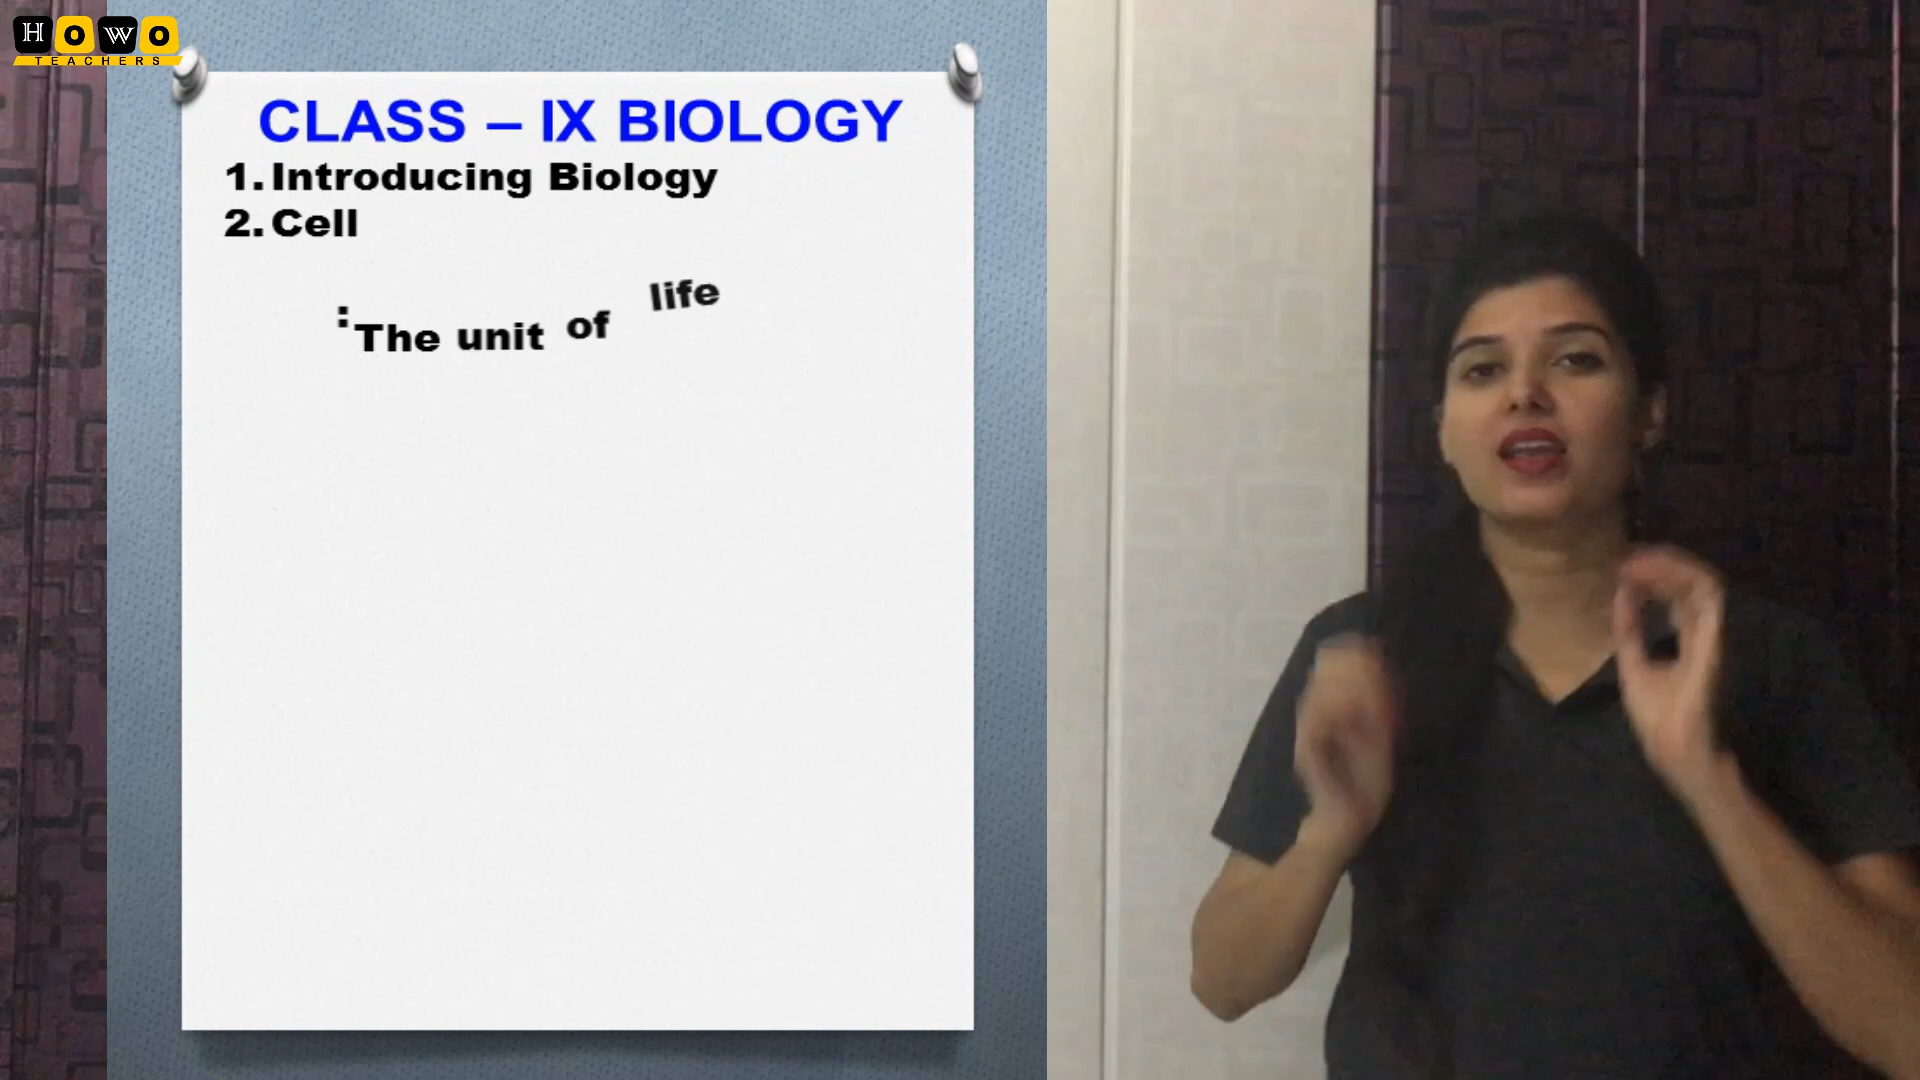 HOWO
TEACHERS
CLASS – IX BIOLOGY
1. Introducing Biology
2. Cell
: The unit of life